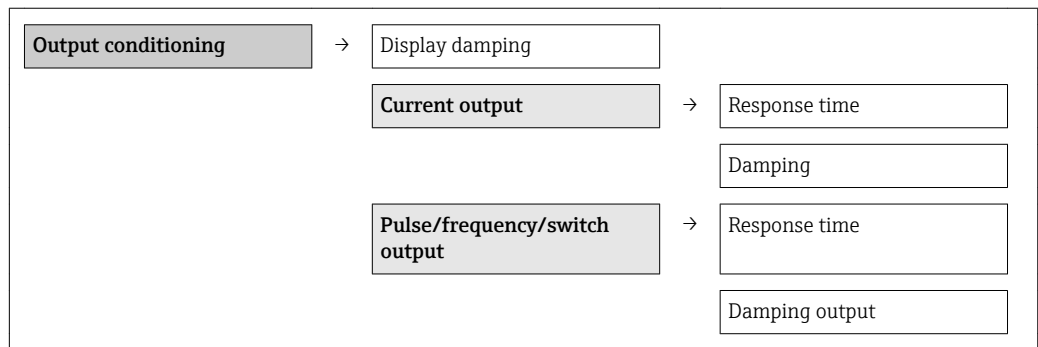 Output conditioning → Display damping
Current output → Response time
Damping
Pulse/frequency/switch → Response time
output
Damping output